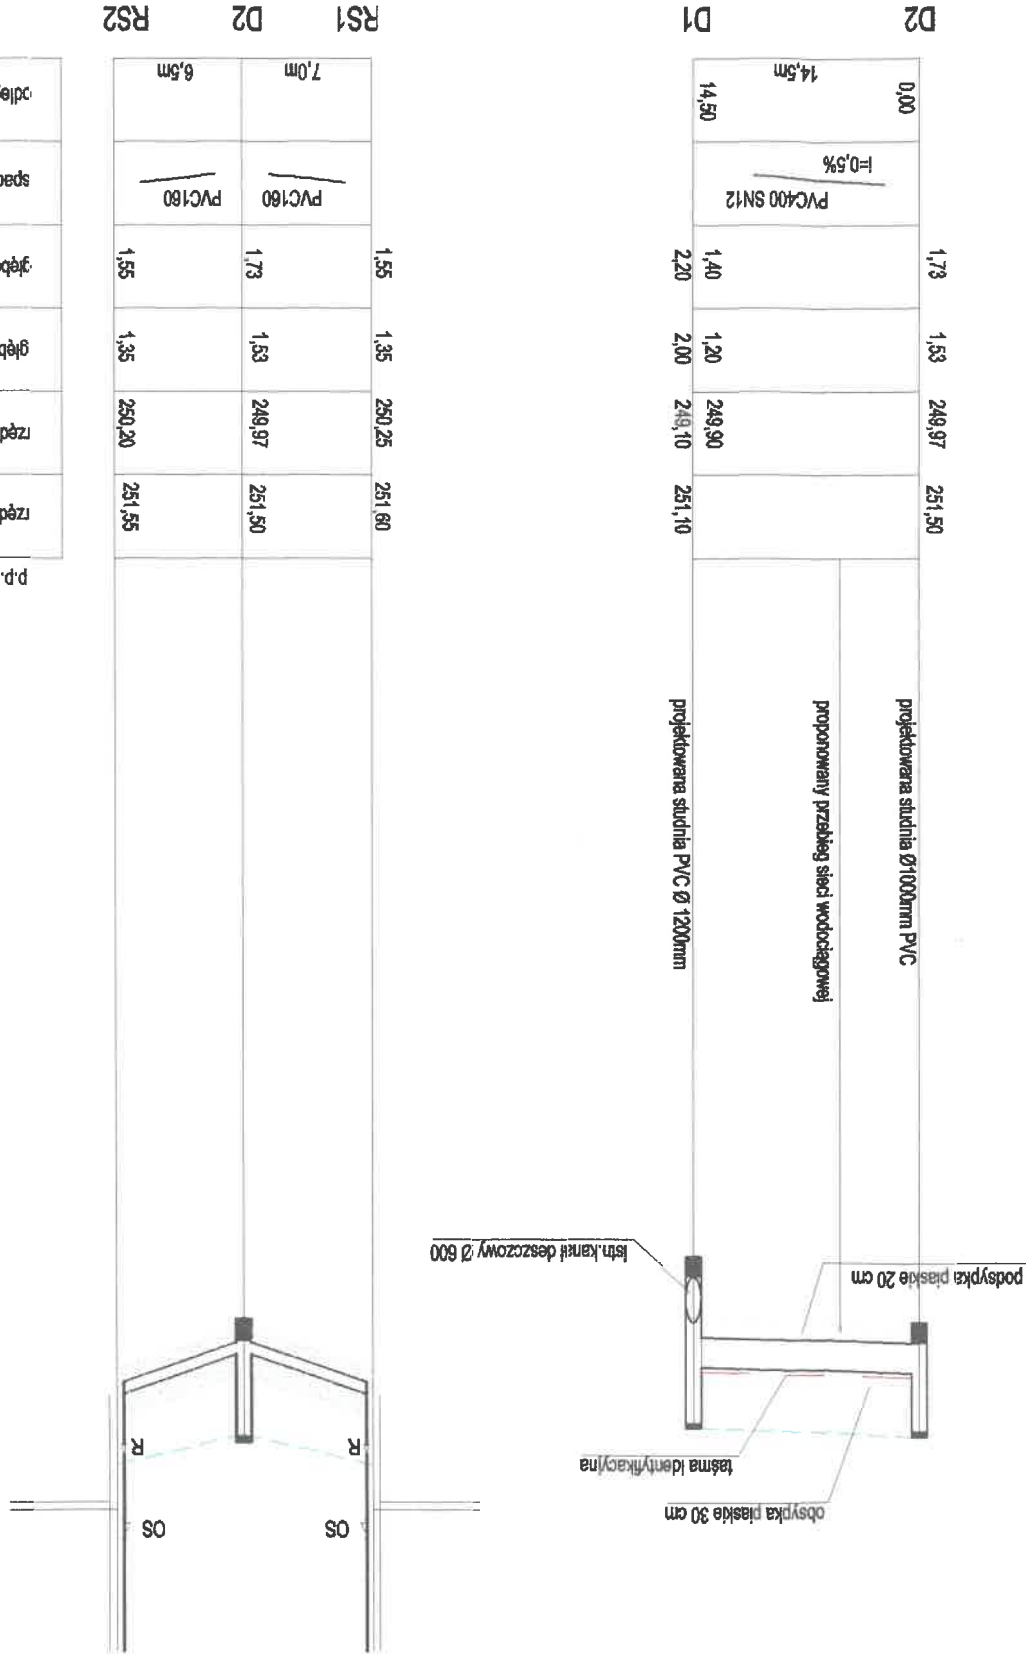 obsypka piaskie 30 cm
taśma identyfikacyjna
podsypka piaskie 20 cm
Istn.kanał deszczowy Ø 600
OS
OS
R
R
projektowana studnia Ø1000mm PVC
proponowany przebieg sieci wodociągowej
projektowana studnia PVC Ø 1200mm
p.p.
251,50
251,10
251,60
251,50
251,55
249,97
249,90
249,10
250,25
249,97
250,20
1,53
1,20
2,00
1,35
1,53
1,35
1,73
1,40
2,20
1,55
1,73
1,55
PVC400 SN12
I=0,5%
PVC160
PVC160
0,00
14,5m
14,50
7,0m
6,5m
D2
D1
RS1
D2
RS2